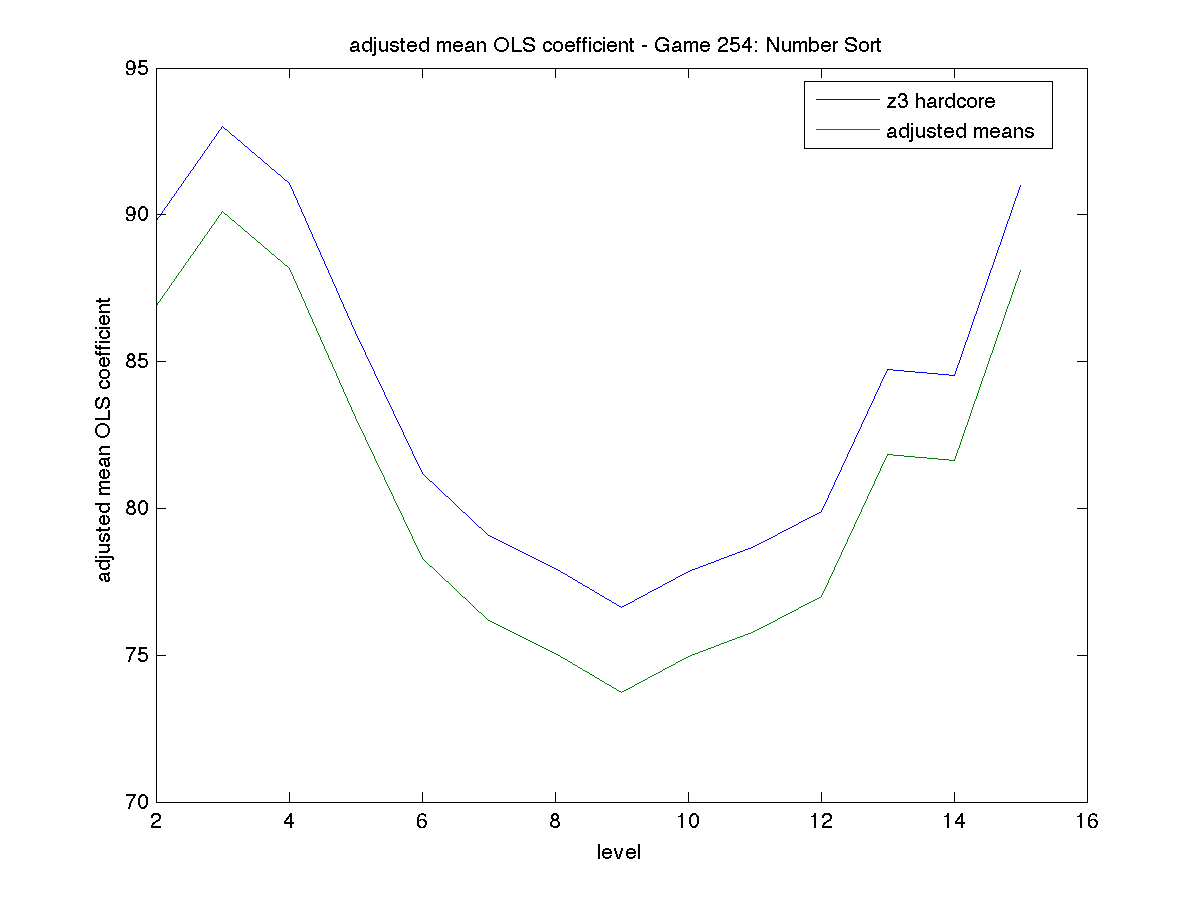 adjusted mean OLS coefficient - Game 254: Number Sort
95
z3 hardcore
adjusted means
90
85
80
75
70
adjusted mean OLS coefficient
2 4 6 8 10 12 14 16
level